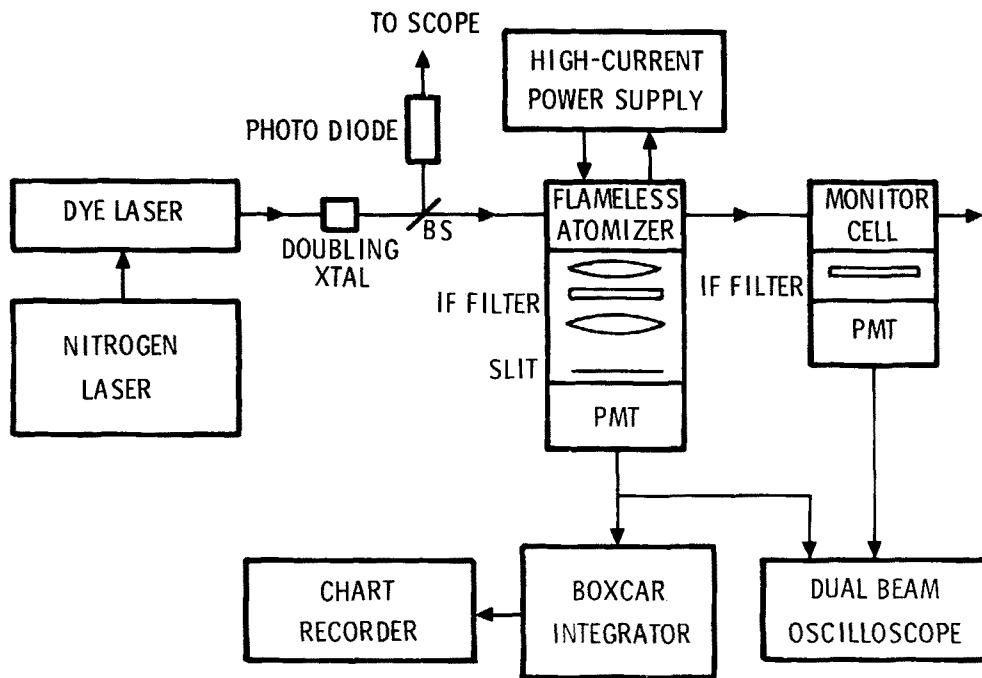 TO SCOPE
HIGH-CURRENT
POWER SUPPLY
PHOTO DIODE
DYE LASER
DOUBLING
XTAL
BS
FLAMELESS
ATOMIZER
MONITOR
CELL
IF FILTER
IF FILTER
NITROGEN
LASER
SLIT
PMT
PMT
CHART
RECORDER
BOXCAR
INTEGRATOR
DUAL BEAM
OSCILLOSCOPE